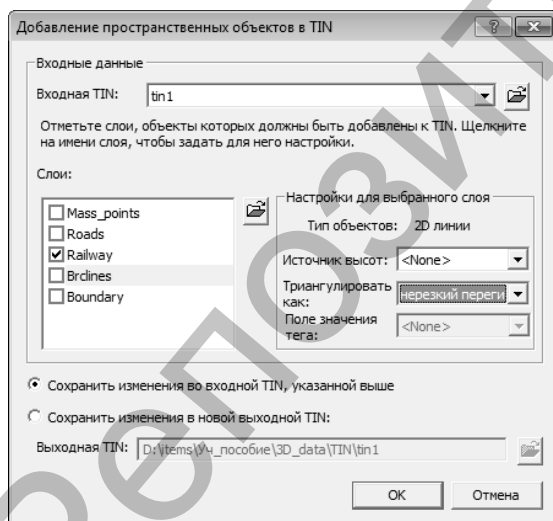 Добавление пространственных объектов в TIN
Входные данные
Входная TIN: tin1
Отметьте слои, объекты которых должны быть добавлены к TIN. Щелкните
на имени слоя, чтобы задать для него настройки.
Слои:
Настройки для выбранного слоя
Mass_points
Roads
Railway
Brclines
Boundary
Тип объектов: 2D линии
Источник высот: <None>
Триангулировать
как:
нерезкий переги
Поле значения
тега:
<None>
Сохранить изменения во входной TIN, указанной выше
Сохранить изменения в новой выходной TIN:
Выходная TIN: D:\items\Уч_пособие\3D_data\TIN\tin1
OK Отмена